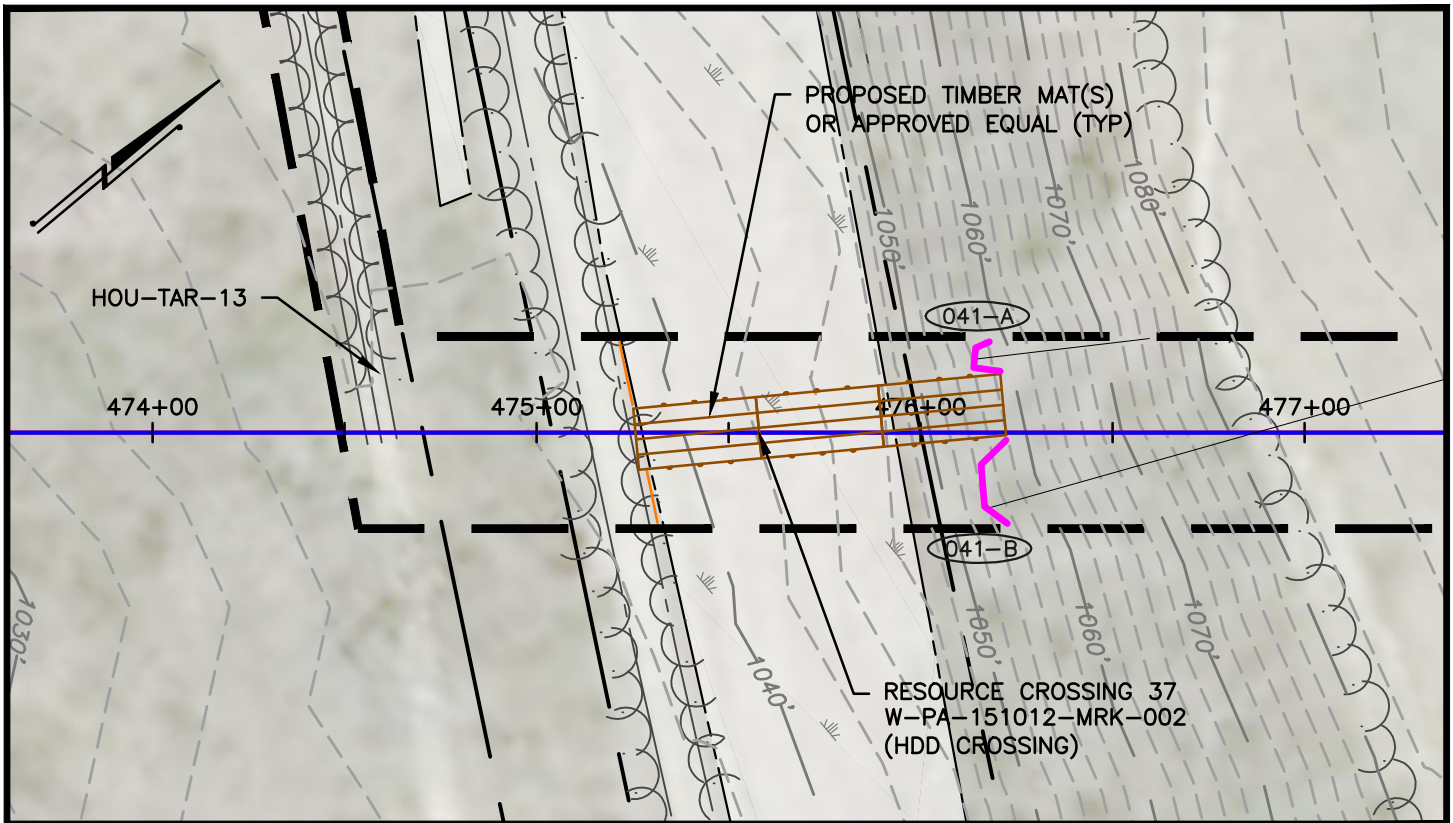 PROPOSED TIMBER MAT(S)
OR APPROVED EQUAL (TYP)
1050'
1060'
1070'
1080'
HOU-TAR-13
041-A
474+00
475+00
476+00
477+00
041-B
1030'
1040'
1050'
1060'
1070'
RESOURCE CROSSING 37
W-PA-151012-MRK-002
(HDD CROSSING)